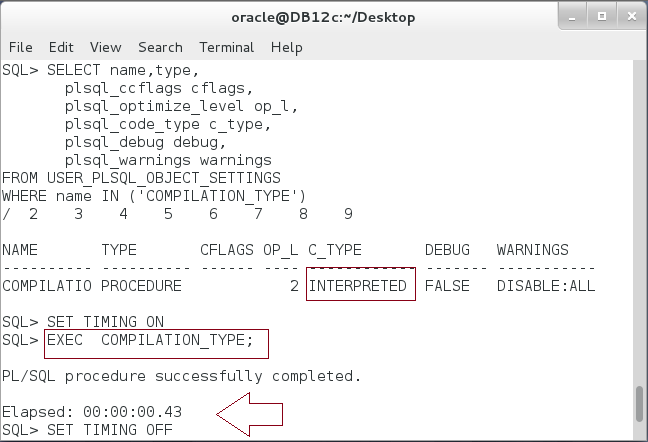 oracle@DB12c:~/Desktop
File Edit View Search Terminal Help
SQL> SELECT name,type,
plsql_ccflags cflags,
plsql_optimize_level op_l,
plsql_code_type c_type,
plsql_debug debug,
plsql_warnings warnings
FROM USER_PLSQL_OBJECT_SETTINGS
WHERE name IN ('COMPILATION_TYPE')
/ 2 3 4 5 6 7 8 9
NAME TYPE CFLAGS OP_L C_TYPE DEBUG WARNINGS
---------- ---------- ------ ---- ------------ ------- -----------
COMPILATIO PROCEDURE 2 INTERPRETED FALSE DISABLE:ALL
SQL> SET TIMING ON
SQL> EXEC COMPILATION_TYPE;
PL/SQL procedure successfully completed.
Elapsed: 00:00:00.43
SQL> SET TIMING OFF